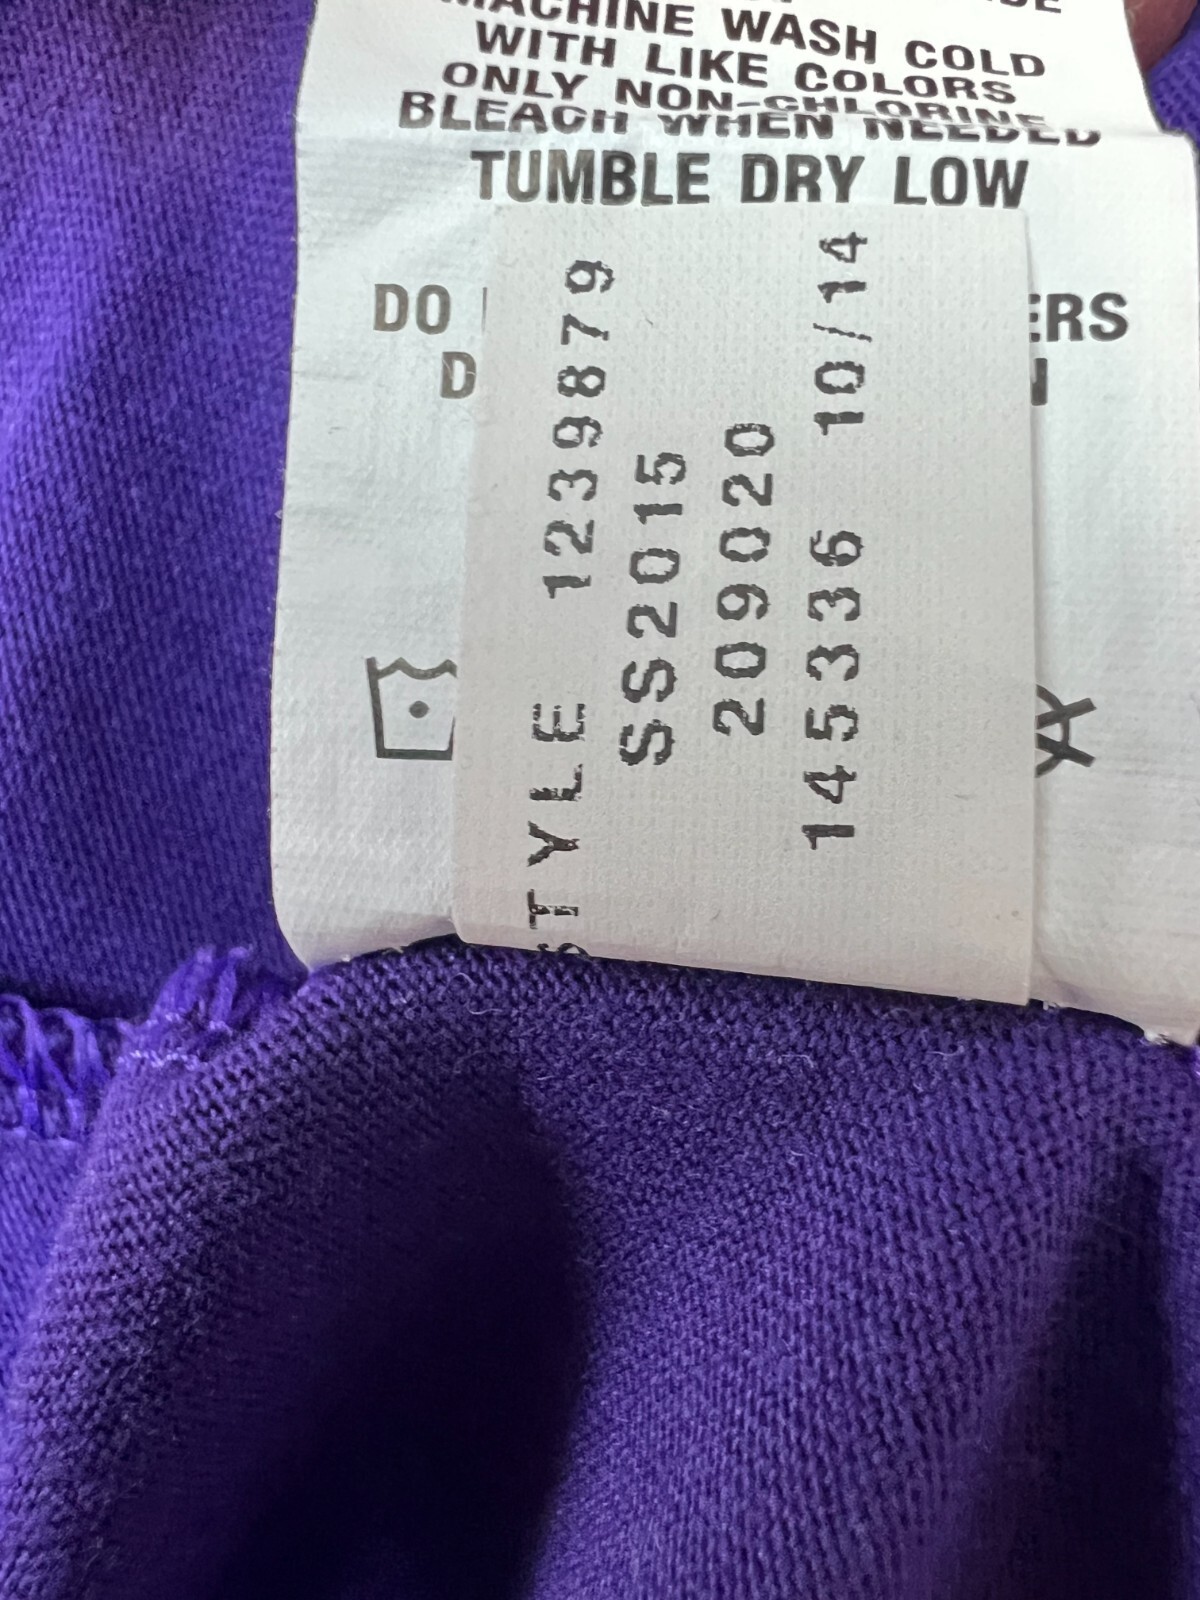 MACHINE WASH COLD
WITH LIKE COLORS
ONLY NON-CHLORINE
BLEACH WHEN NEEDED
TUMBLE DRY LOW
DO
STYLE 1239879
SS2015
209020
145336 10/14